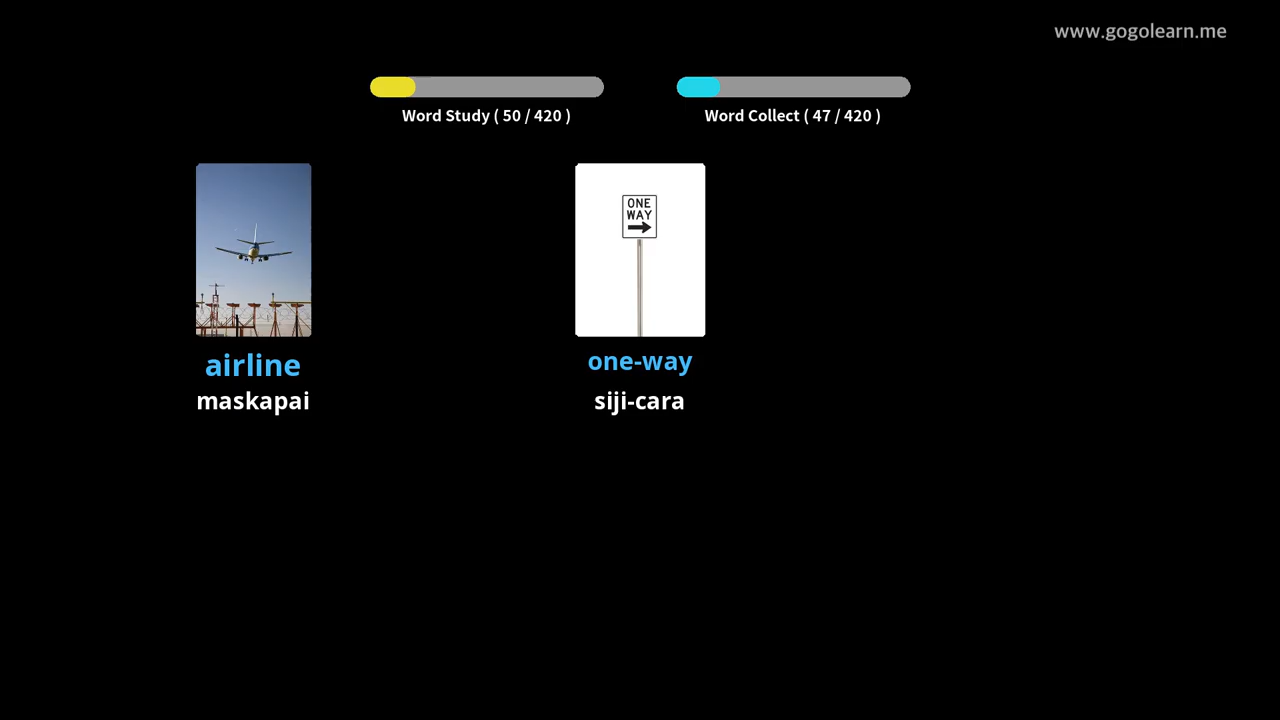 www.gogolearn.me
Word Study ( 50 / 420 )
Word Collect ( 47 / 420 )
ONE
WAY
airline
maskapai
one-way
siji-cara